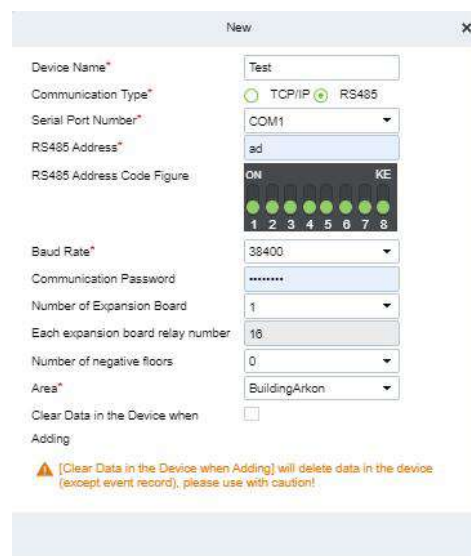 New
Device Name* Test
Communication Type* TCP/IP RS485
Serial Port Number* COM1
RS485 Address* ad
RS485 Address Code Figure
ON KE
1 2 3 4 5 6 7 8
Baud Rate* 38400
Communication Password ••••••••
Number of Expansion Board 1
Each expansion board relay number 16
Number of negative floors 0
Area* BuildingArkon
Clear Data in the Device when
Adding
[Clear Data in the Device when Adding] will delete data in the device
(except event record), please use with caution!